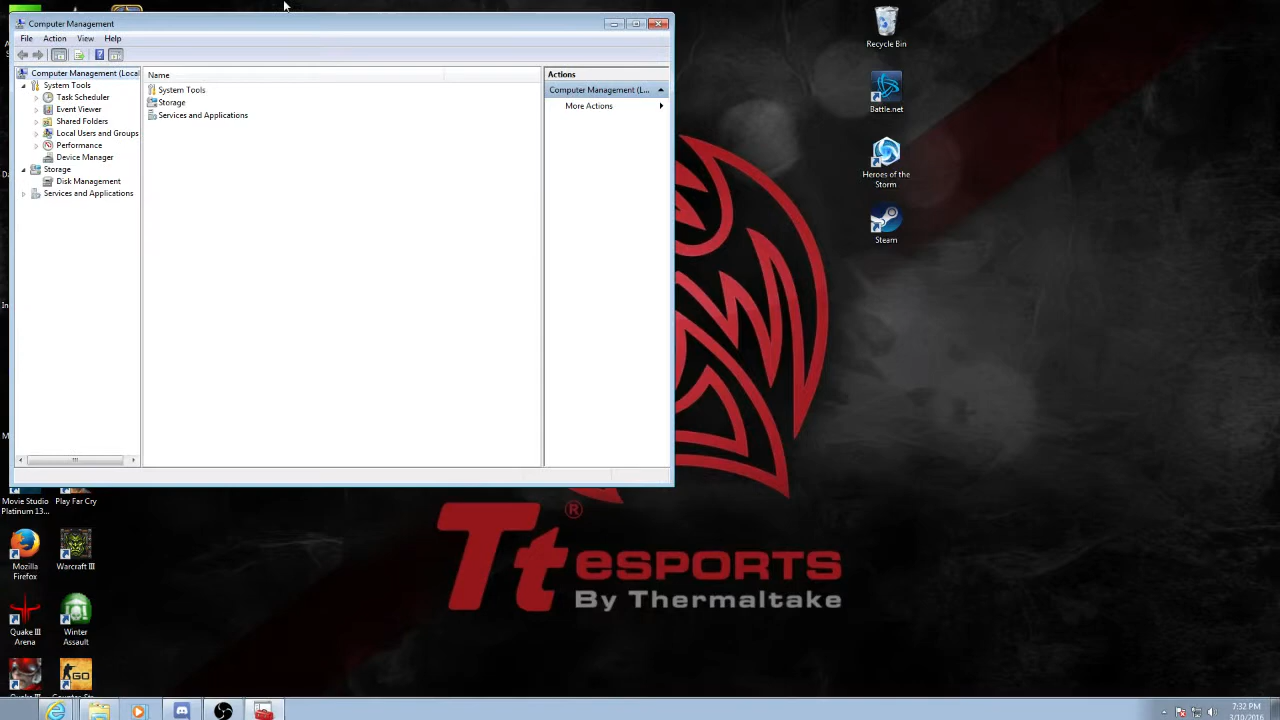 Computer Management
File Action View Help
Computer Management (Local
System Tools
Task Scheduler
Event Viewer
Shared Folders
Local Users and Groups
Performance
Device Manager
Storage
Disk Management
Services and Applications
Name
System Tools
Storage
Services and Applications
Actions
Computer Management (L...
More Actions
Recycle Bin
Battle.net
Heroes of the
Storm
Steam
Movie Studio
Platinum 13...
Play Far Cry
Mozilla
Firefox
Warcraft III
Quake III
Arena
Winter
Assault
GO
Tt eSPORTS
®
By Thermaltake
7:32 PM
3/10/2016